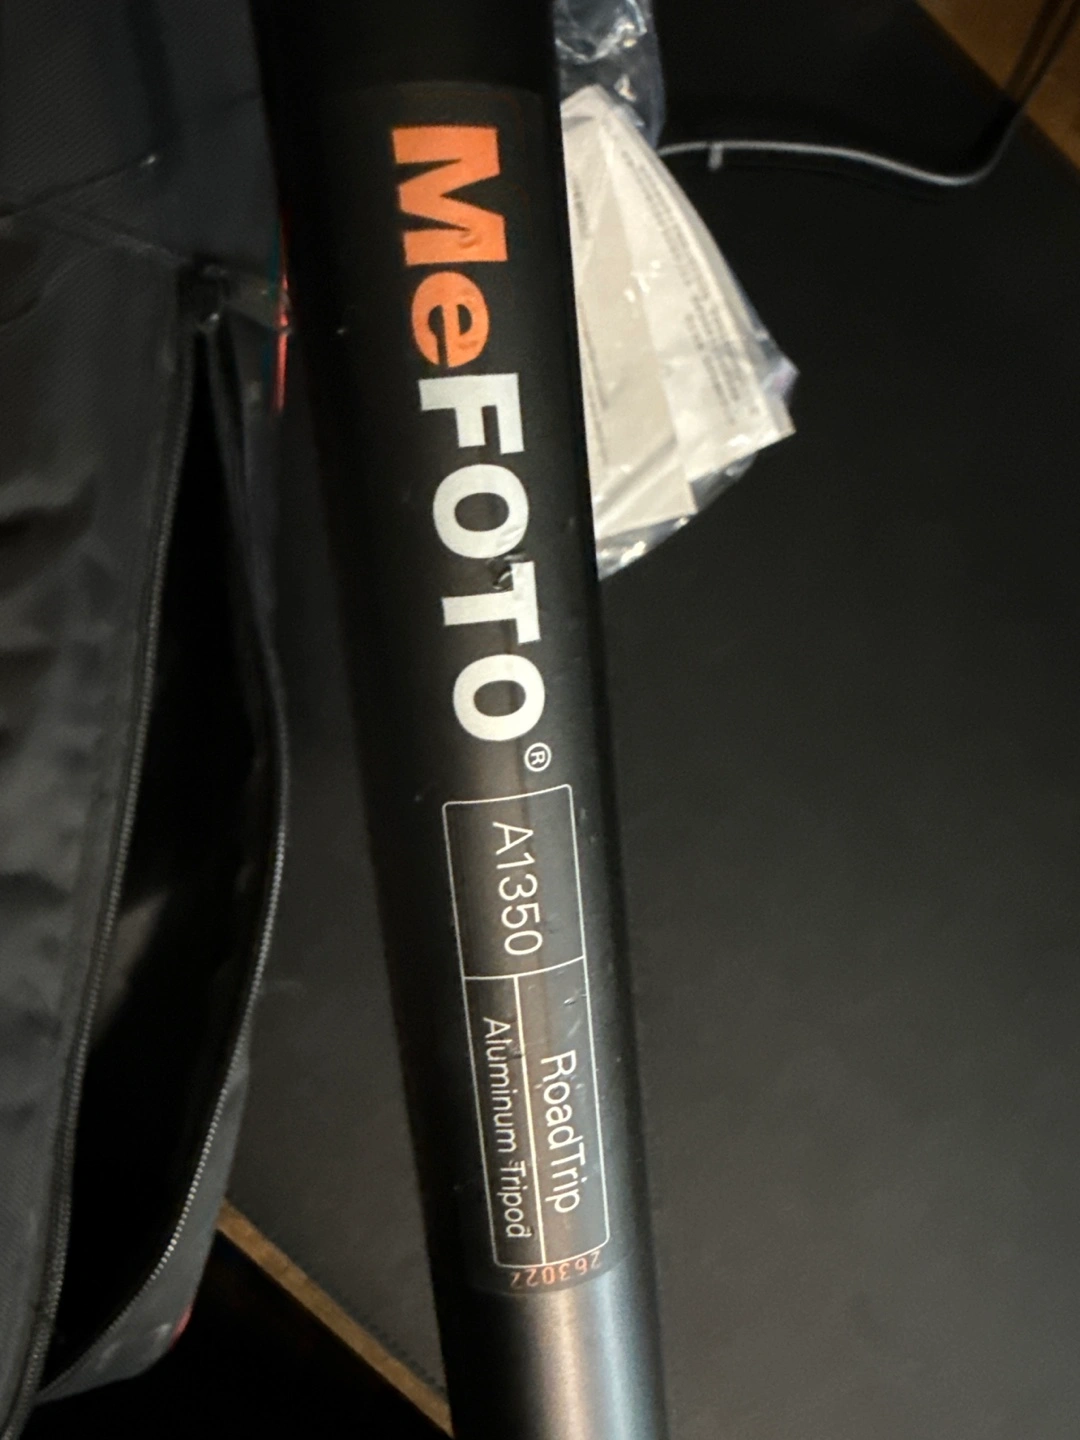 MeFOTO®
A1350
RoadTrip
Aluminum Tripod
263022